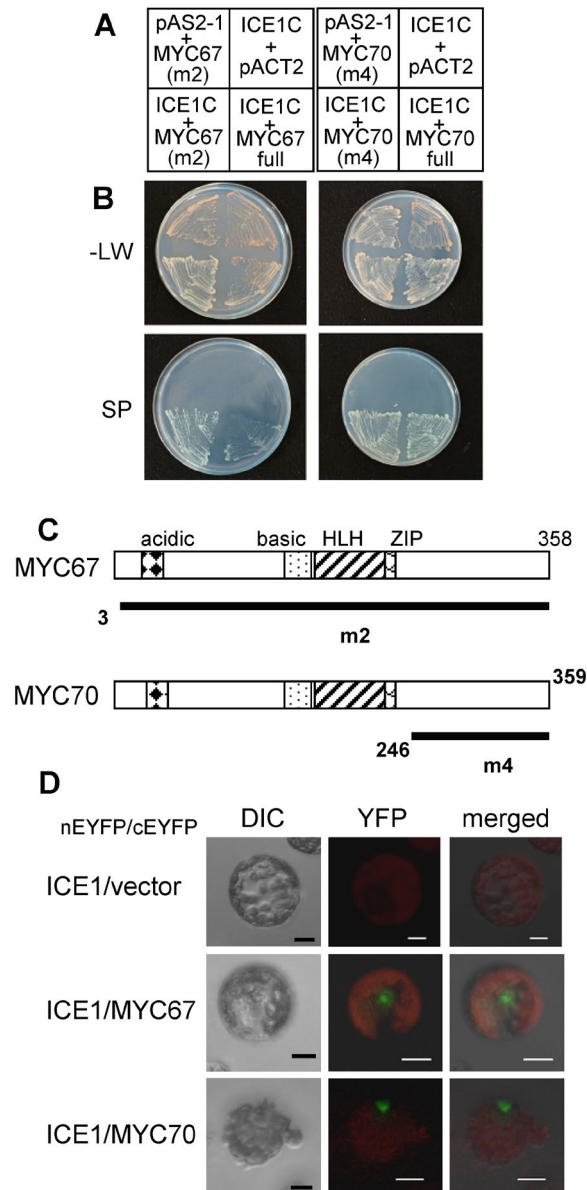 A
pAS2-1
+
MYC67
(m2)
ICE1C
+
pACT2
pAS2-1
+
MYC70
(m4)
ICE1C
+
pACT2
ICE1C
+
MYC67
(m2)
ICE1C
+
MYC67
full
ICE1C
+
MYC70
(m4)
ICE1C
+
MYC70
full
B
-LW
SP
C
acidic basic HLH ZIP 358
MYC67
3
m2
MYC70
359
246
m4
D
nEYFP/cEYFP DIC YFP merged
ICE1/vector
ICE1/MYC67
ICE1/MYC70